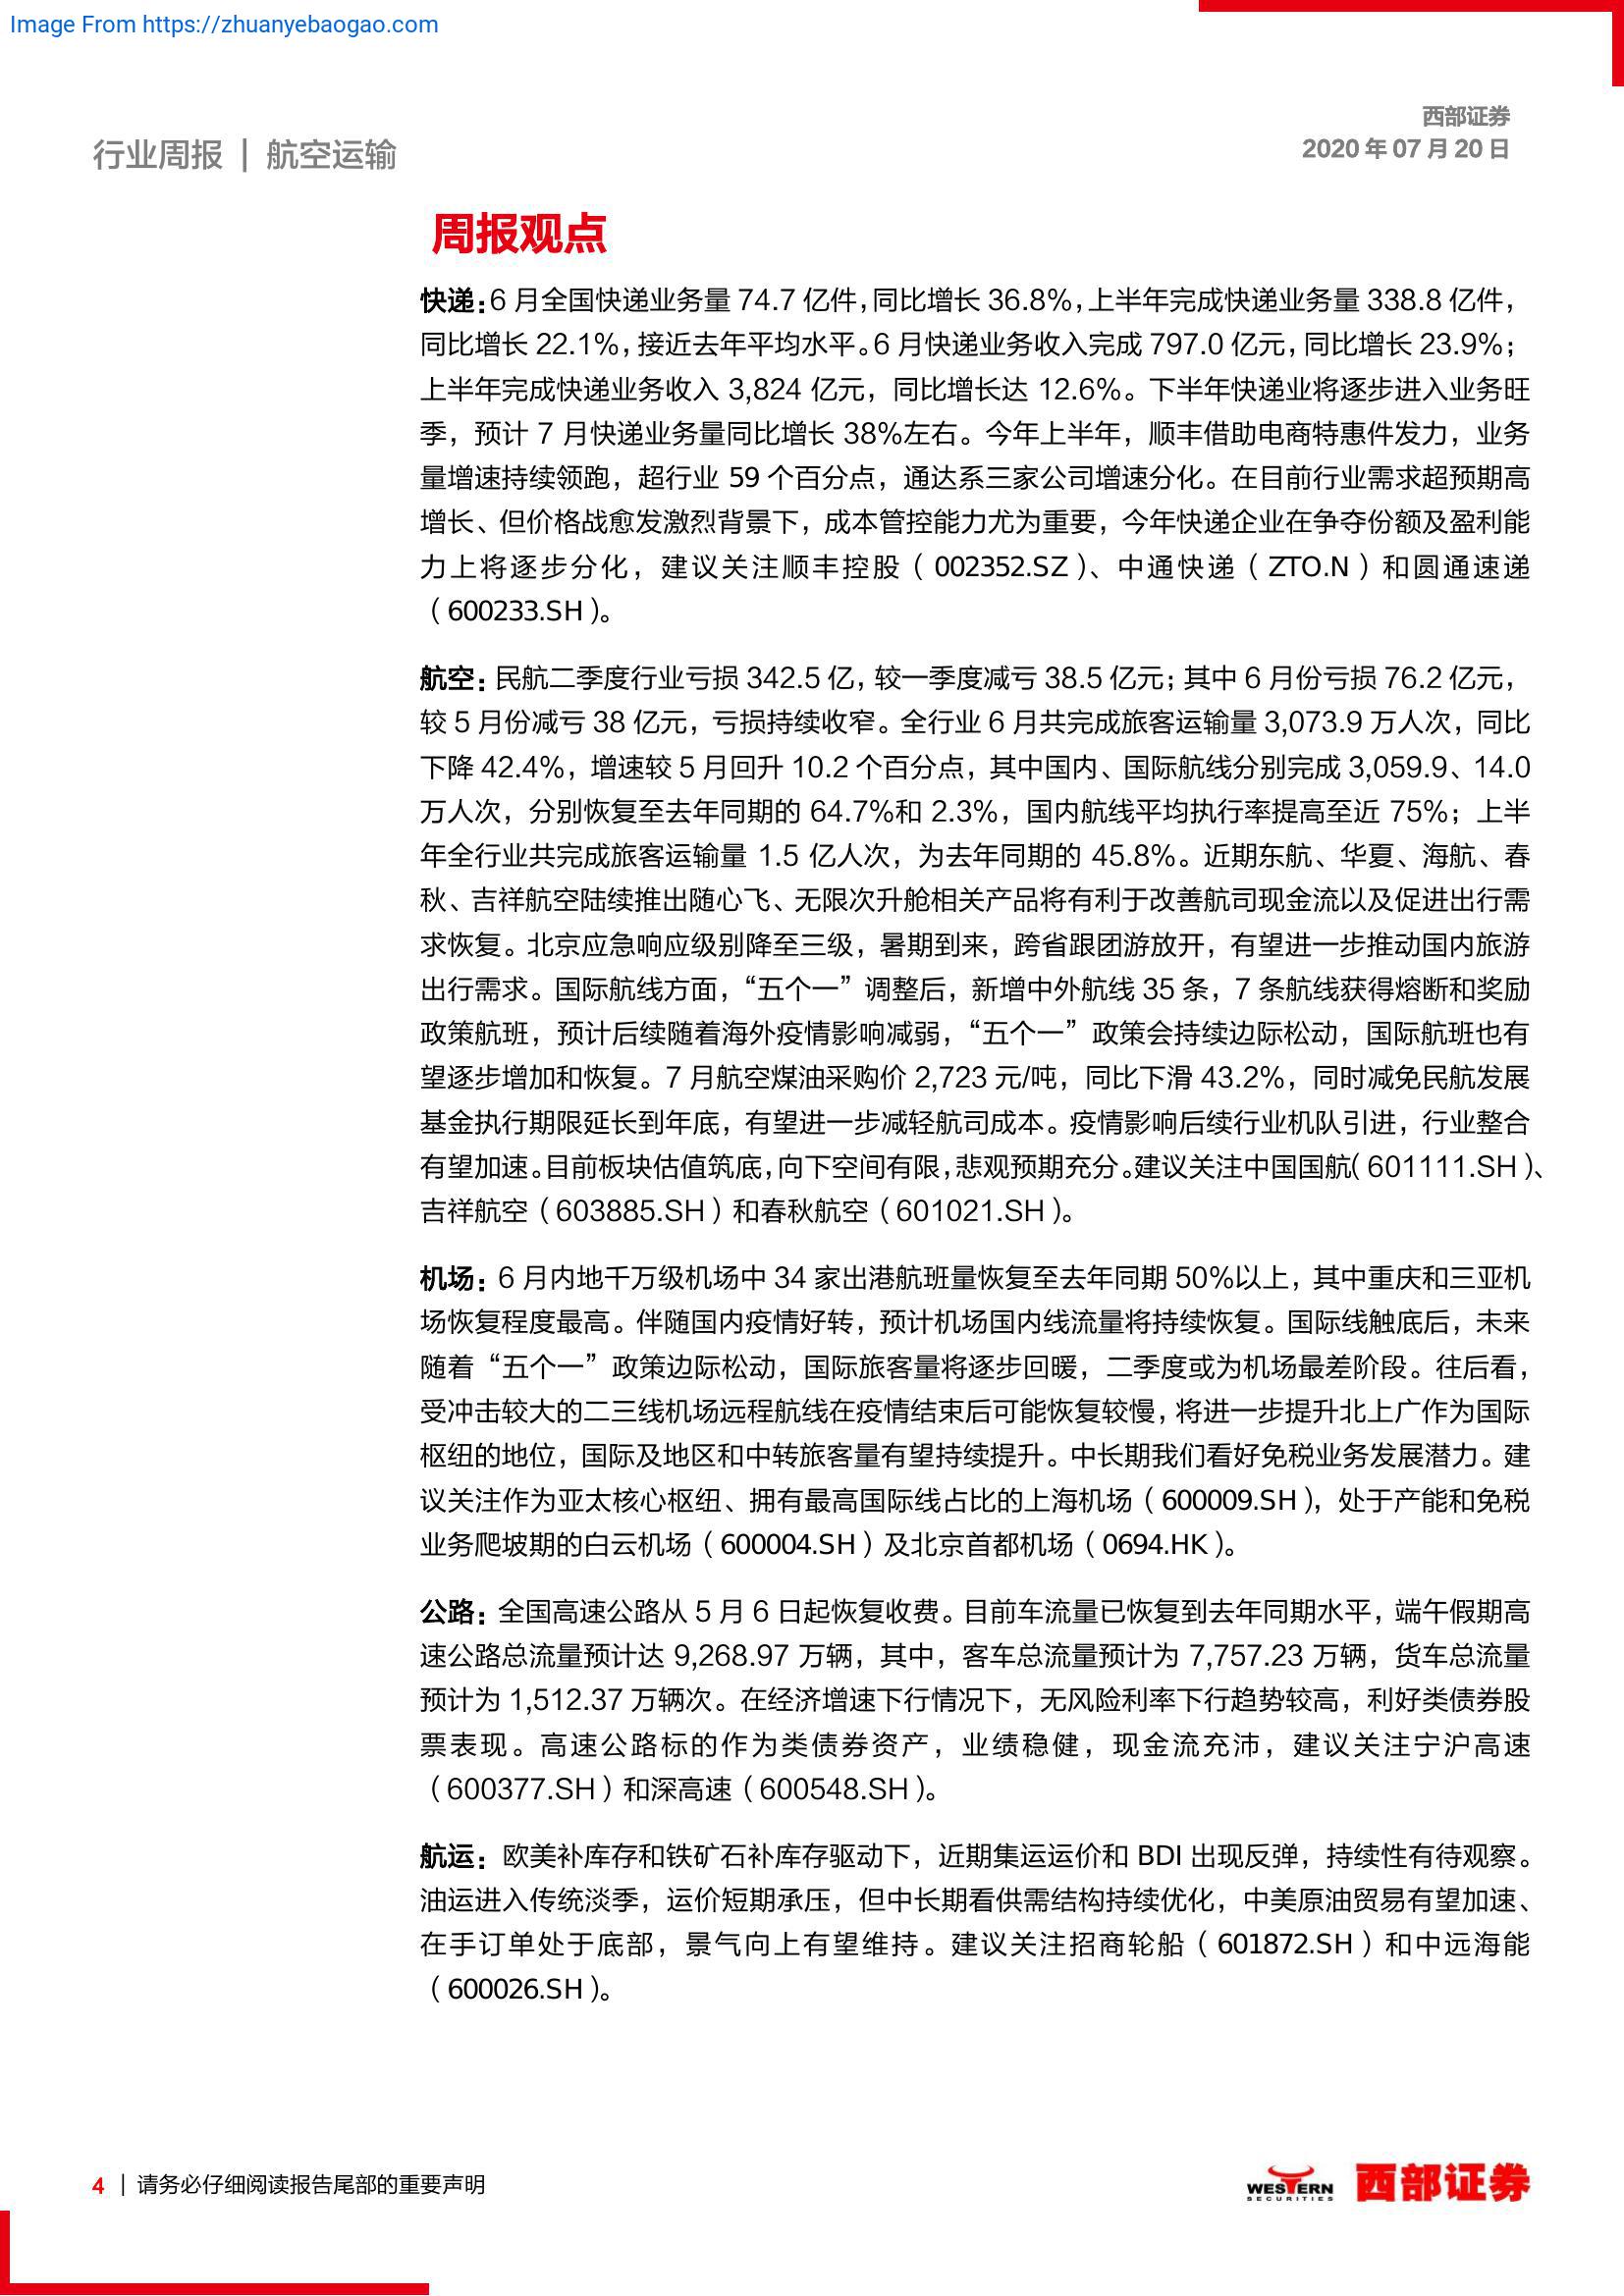 Image From https://zhuanyebaogao.com
西部证券
2020 年 07 月 20 日
行业周报 | 航空运输
周报观点
快递：6 月全国快递业务量 74.7 亿件，同比增长 36.8%，上半年完成快递业务量 338.8 亿件，
同比增长 22.1%，接近去年平均水平。6 月快递业务收入完成 797.0 亿元，同比增长 23.9%；
上半年完成快递业务收入 3,824 亿元，同比增长达 12.6%。下半年快递业将逐步进入业务旺
季，预计 7 月快递业务量同比增长 38%左右。今年上半年，顺丰借助电商特惠件发力，业务
量增速持续领跑，超行业 59 个百分点，通达系三家公司增速分化。在目前行业需求超预期高
增长、但价格战愈发激烈背景下，成本管控能力尤为重要，今年快递企业在争夺份额及盈利能
力上将逐步分化，建议关注顺丰控股（002352.SZ）、中通快递（ZTO.N）和圆通速递
（600233.SH）。
航空：民航二季度行业亏损 342.5 亿，较一季度减亏 38.5 亿元；其中 6 月份亏损 76.2 亿元，
较 5 月份减亏 38 亿元，亏损持续收窄。全行业 6 月共完成旅客运输量 3,073.9 万人次，同比
下降 42.4%，增速较 5 月回升 10.2 个百分点，其中国内、国际航线分别完成 3,059.9、14.0
万人次，分别恢复至去年同期的 64.7%和 2.3%，国内航线平均执行率提高至近 75%；上半
年全行业共完成旅客运输量 1.5 亿人次，为去年同期的 45.8%。近期东航、华夏、海航、春
秋、吉祥航空陆续推出随心飞、无限次升舱相关产品将有利于改善航司现金流以及促进出行需
求恢复。北京应急响应级别降至三级，暑期到来，跨省跟团游放开，有望进一步推动国内旅游
出行需求。国际航线方面，“五个一”调整后，新增中外航线 35 条，7 条航线获得熔断和奖励
政策航班，预计后续随着海外疫情影响减弱，“五个一”政策会持续边际松动，国际航班也有
望逐步增加和恢复。7 月航空煤油采购价 2,723 元/吨，同比下滑 43.2%，同时减免民航发展
基金执行期限延长到年底，有望进一步减轻航司成本。疫情影响后续行业机队引进，行业整合
有望加速。目前板块估值筑底，向下空间有限，悲观预期充分。建议关注中国国航（601111.SH）、
吉祥航空（603885.SH）和春秋航空（601021.SH）。
机场：6 月内地千万级机场中 34 家出港航班量恢复至去年同期 50%以上，其中重庆和三亚机
场恢复程度最高。伴随国内疫情好转，预计机场国内线流量将持续恢复。国际线触底后，未来
随着“五个一”政策边际松动，国际旅客量将逐步回暖，二季度或为机场最差阶段。往后看，
受冲击较大的二三线机场远程航线在疫情结束后可能恢复较慢，将进一步提升北上广作为国际
枢纽的地位，国际及地区和中转旅客量有望持续提升。中长期我们看好免税业务发展潜力。建
议关注作为亚太核心枢纽、拥有最高国际线占比的上海机场（600009.SH），处于产能和免税
业务爬坡期的白云机场（600004.SH）及北京首都机场（0694.HK）。
公路：全国高速公路从 5 月 6 日起恢复收费。目前车流量已恢复到去年同期水平，端午假期高
速公路总流量预计达 9,268.97 万辆，其中，客车总流量预计为 7,757.23 万辆，货车总流量
预计为 1,512.37 万辆次。在经济增速下行情况下，无风险利率下行趋势较高，利好类债券股
票表现。高速公路标的作为类债券资产，业绩稳健，现金流充沛，建议关注宁沪高速
（600377.SH）和深高速（600548.SH）。
航运：欧美补库存和铁矿石补库存驱动下，近期集运运价和 BDI 出现反弹，持续性有待观察。
油运进入传统淡季，运价短期承压，但中长期看供需结构持续优化，中美原油贸易有望加速、
在手订单处于底部，景气向上有望维持。建议关注招商轮船（601872.SH）和中远海能
（600026.SH）。
4 | 请务必仔细阅读报告尾部的重要声明
WESTERN
SECURITIES
西部证券